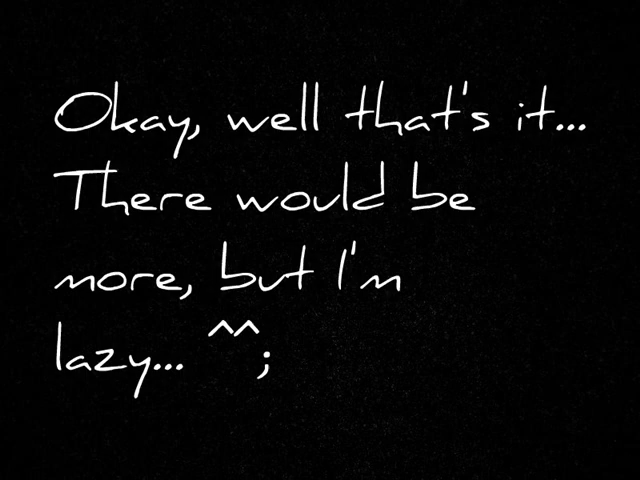 Okay, well that's it...
There would be
more, but I'm
lazy... ^^;